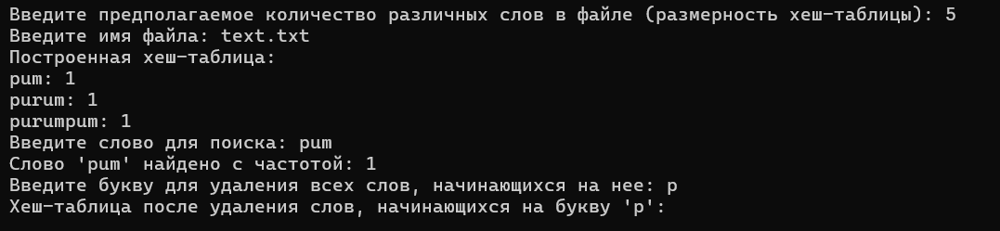 Введите предполагаемое количество различных слов в файле (размерность хеш-таблицы): 5
Введите имя файла: text.txt
Построенная хеш-таблица:
pum: 1
purum: 1
purumpum: 1
Введите слово для поиска: pum
Слово 'pum' найдено с частотой: 1
Введите букву для удаления всех слов, начинающихся на нее: p
Хеш-таблица после удаления слов, начинающихся на букву 'p':